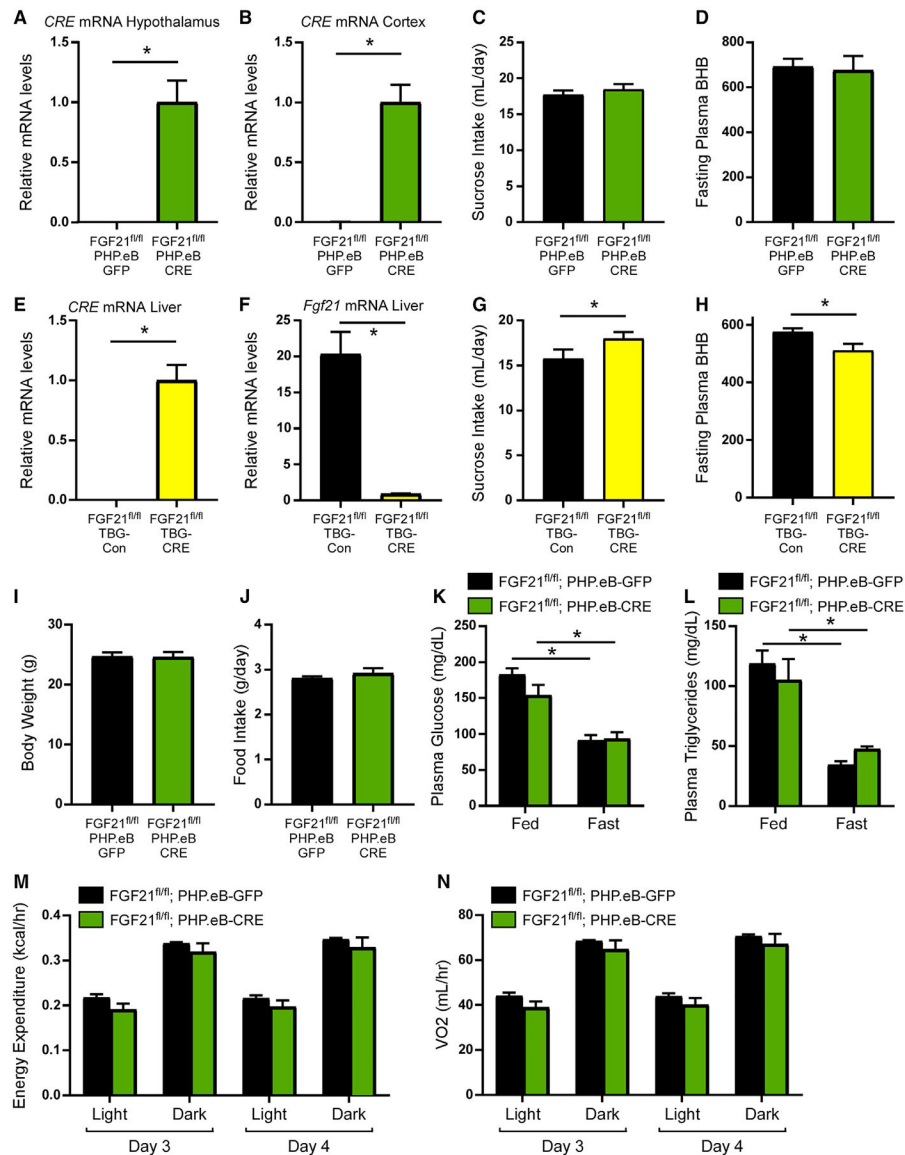 A
CRE mRNA Hypothalamus
Relative mRNA levels
1.5
1.0
0.5
0.0
*
FGF21fl/fl FGF21fl/fl
PHP.eB PHP.eB
GFP CRE
B
CRE mRNA Cortex
Relative mRNA levels
1.5
1.0
0.5
0.0
*
FGF21fl/fl FGF21fl/fl
PHP.eB PHP.eB
GFP CRE
C
Sucrose Intake (mL/day)
25
20
15
10
5
0
FGF21fl/fl FGF21fl/fl
PHP.eB PHP.eB
GFP CRE
D
Fasting Plasma BHB
800
600
400
200
0
FGF21fl/fl FGF21fl/fl
PHP.eB PHP.eB
GFP CRE
E
CRE mRNA Liver
Relative mRNA levels
1.5
1.0
0.5
0.0
*
FGF21fl/fl FGF21fl/fl
TBG- TBG-
Con CRE
F
Fgf21 mRNA Liver
Relative mRNA levels
25
20
15
10
5
0
*
FGF21fl/fl FGF21fl/fl
TBG- TBG-
Con CRE
G
Sucrose Intake (mL/day)
20
15
10
5
0
*
FGF21fl/fl FGF21fl/fl
TBG- TBG-
Con CRE
H
Fasting Plasma BHB
600
400
200
0
*
FGF21fl/fl FGF21fl/fl
TBG- TBG-
Con CRE
I
Body Weight (g)
30
20
10
0
FGF21fl/fl FGF21fl/fl
PHP.eB PHP.eB
GFP CRE
J
Food Intake (g/day)
4
3
2
1
0
FGF21fl/fl FGF21fl/fl
PHP.eB PHP.eB
GFP CRE
FGF21fl/fl; PHP.eB-GFP
FGF21fl/fl; PHP.eB-CRE
K
Plasma Glucose (mg/dL)
250
200
150
100
50
0
*
*
Fed Fast
FGF21fl/fl; PHP.eB-GFP
FGF21fl/fl; PHP.eB-CRE
L
Plasma Triglycerides (mg/dL)
150
100
50
0
*
*
Fed Fast
M
FGF21fl/fl; PHP.eB-GFP
FGF21fl/fl; PHP.eB-CRE
Energy Expenditure (kcal/hr)
0.4
0.3
0.2
0.1
0.0
Light Dark Light Dark
Day 3 Day 4
N
FGF21fl/fl; PHP.eB-GFP
FGF21fl/fl; PHP.eB-CRE
VO2 (mL/hr)
80
60
40
20
0
Light Dark Light Dark
Day 3 Day 4